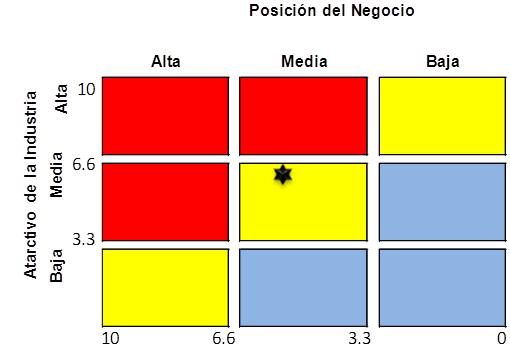 Posición del Negocio
Alta Media Baja
Atarctivo de la Industria
Alta
Media
Baja
10
6.6
3.3
10 6.6 3.3 0